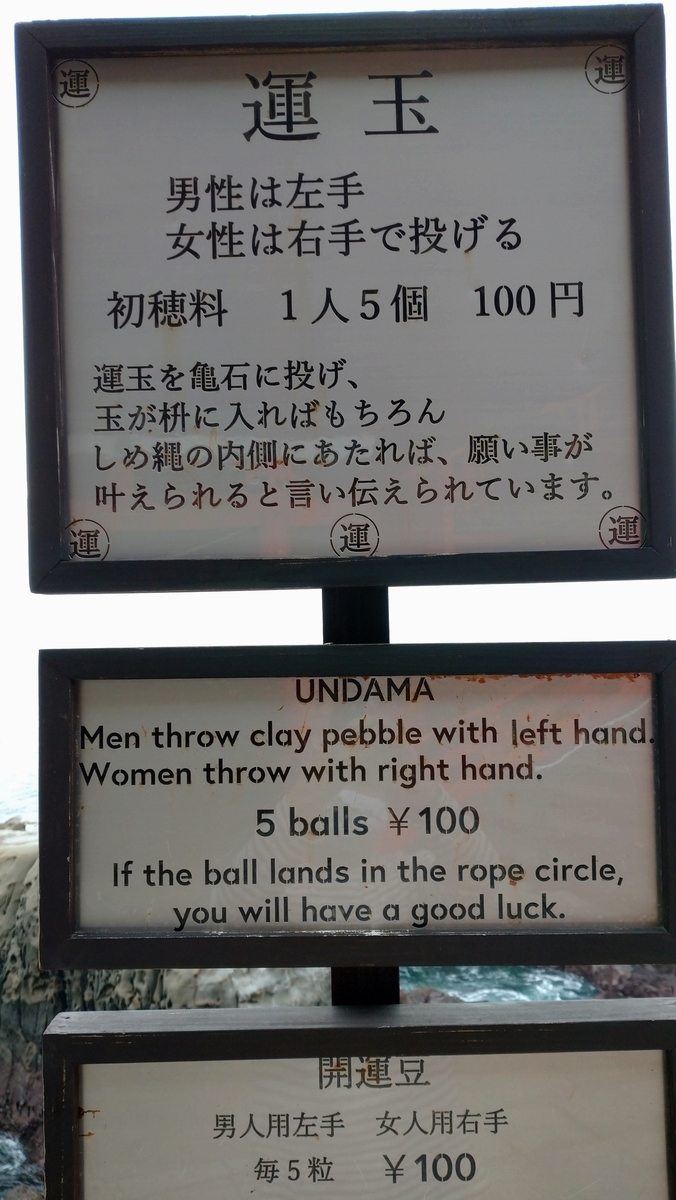 運 運
運玉
男性は左手
女性は右手で投げる
初穂料 1人5個 100円
運玉を亀石に投げ、
玉が枡に入ればもちろん
しめ縄の内側にあたれば、願い事が
叶えられると言い伝えられています。
運 運 運
UNDAMA
Men throw clay pebble with left hand.
Women throw with right hand.
5 balls ¥100
If the ball lands in the rope circle,
you will have a good luck.
開運豆
男人用左手 女人用右手
毎5粒 ¥100